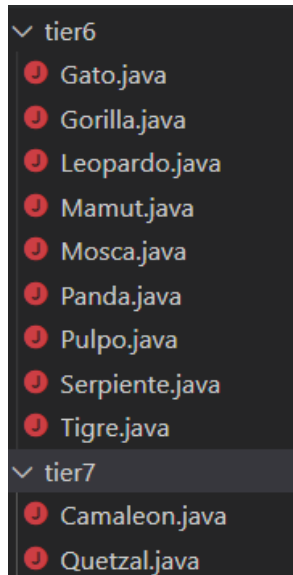 tier6
J Gato.java
J Gorilla.java
J Leopardo.java
J Mamut.java
J Mosca.java
J Panda.java
J Pulpo.java
J Serpiente.java
J Tigre.java
tier7
J Camaleon.java
J Quetzal.java